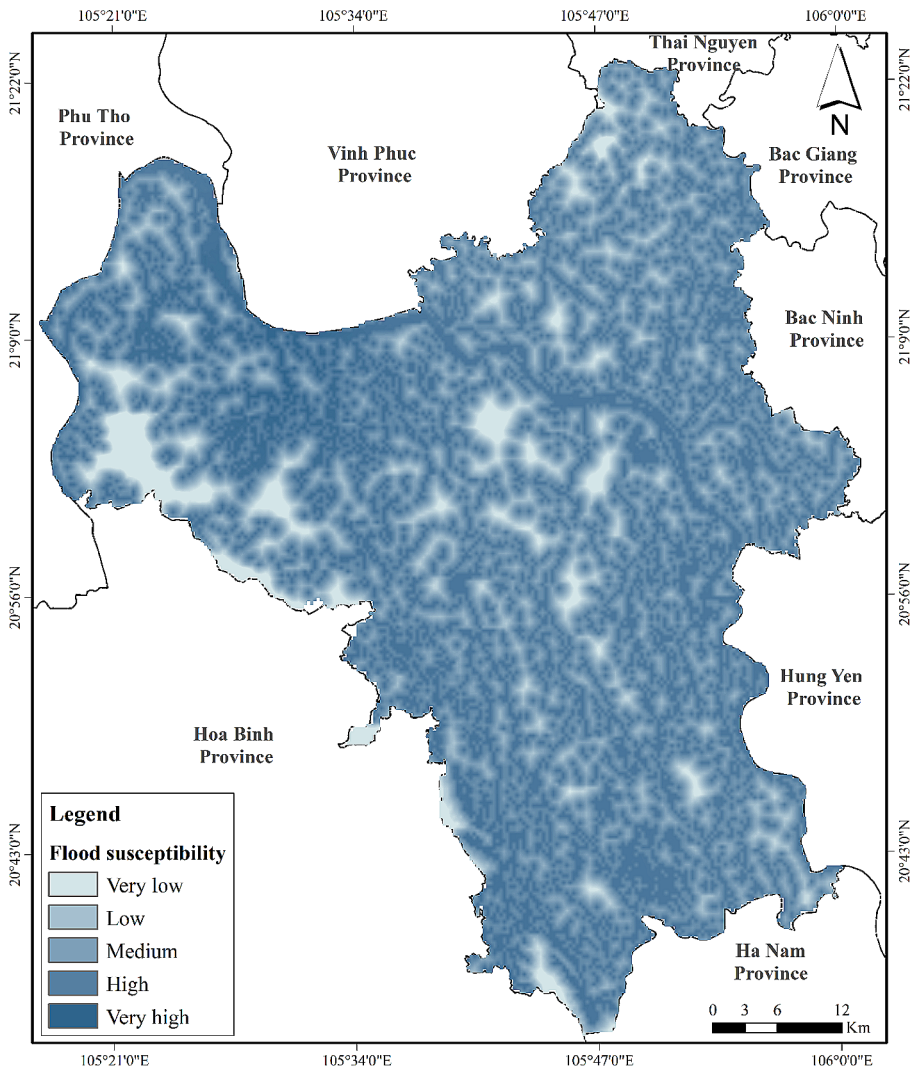 105°21'0"E
105°34'0"E
105°47'0"E
106°0'0"E
Thai Nguyen
Province
21°22'0"N
21°22'0"N
N
Phu Tho
Province
Vinh Phuc
Province
Bac Giang
Province
Bac Ninh
Province
21°9'0"N
21°9'0"N
20°56'0"N
20°56'0"N
Hung Yen
Province
Hoa Binh
Province
20°43'0"N
20°43'0"N
Legend
Flood susceptibility
Very low
Low
Medium
High
Very high
Ha Nam
Province
0 3 6 12
Km
105°21'0"E
105°34'0"E
105°47'0"E
106°0'0"E